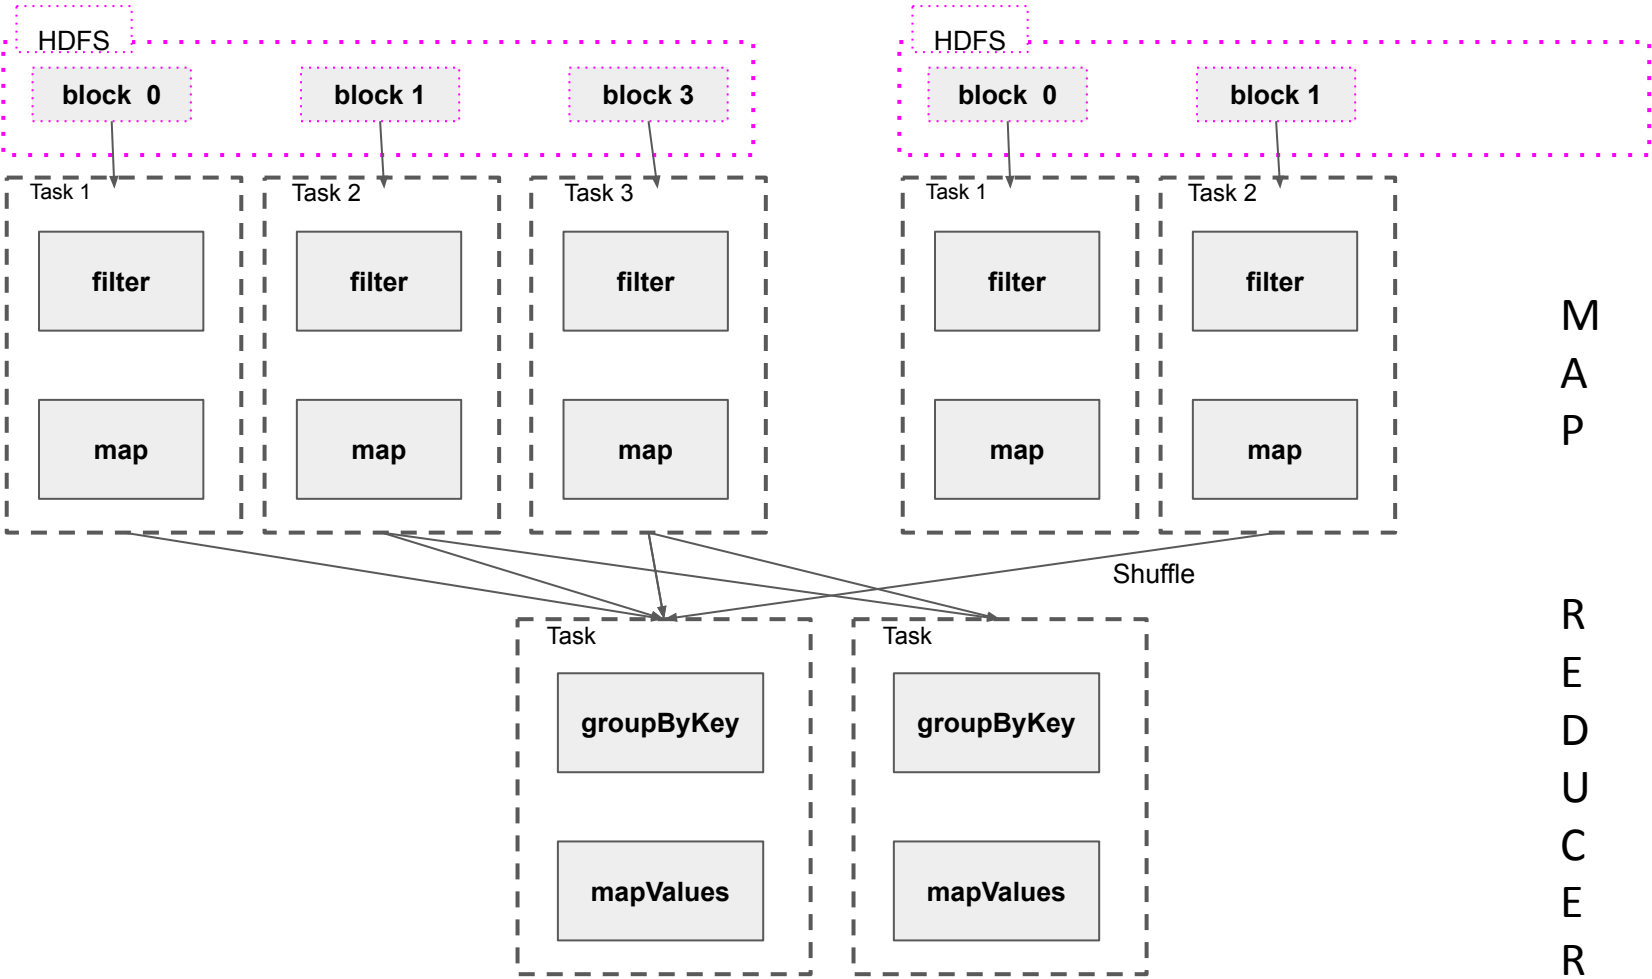 HDFS
HDFS
block  0
block 1
block 3
block  0
block 1
Task 1
Task 2
Task 3
Task 1
Task 2
filter
filter
filter
filter
filter
map
map
map
map
map
M
A
P
Shuffle
Task
Task
groupByKey
groupByKey
mapValues
mapValues
R
E
D
U
C
E
R